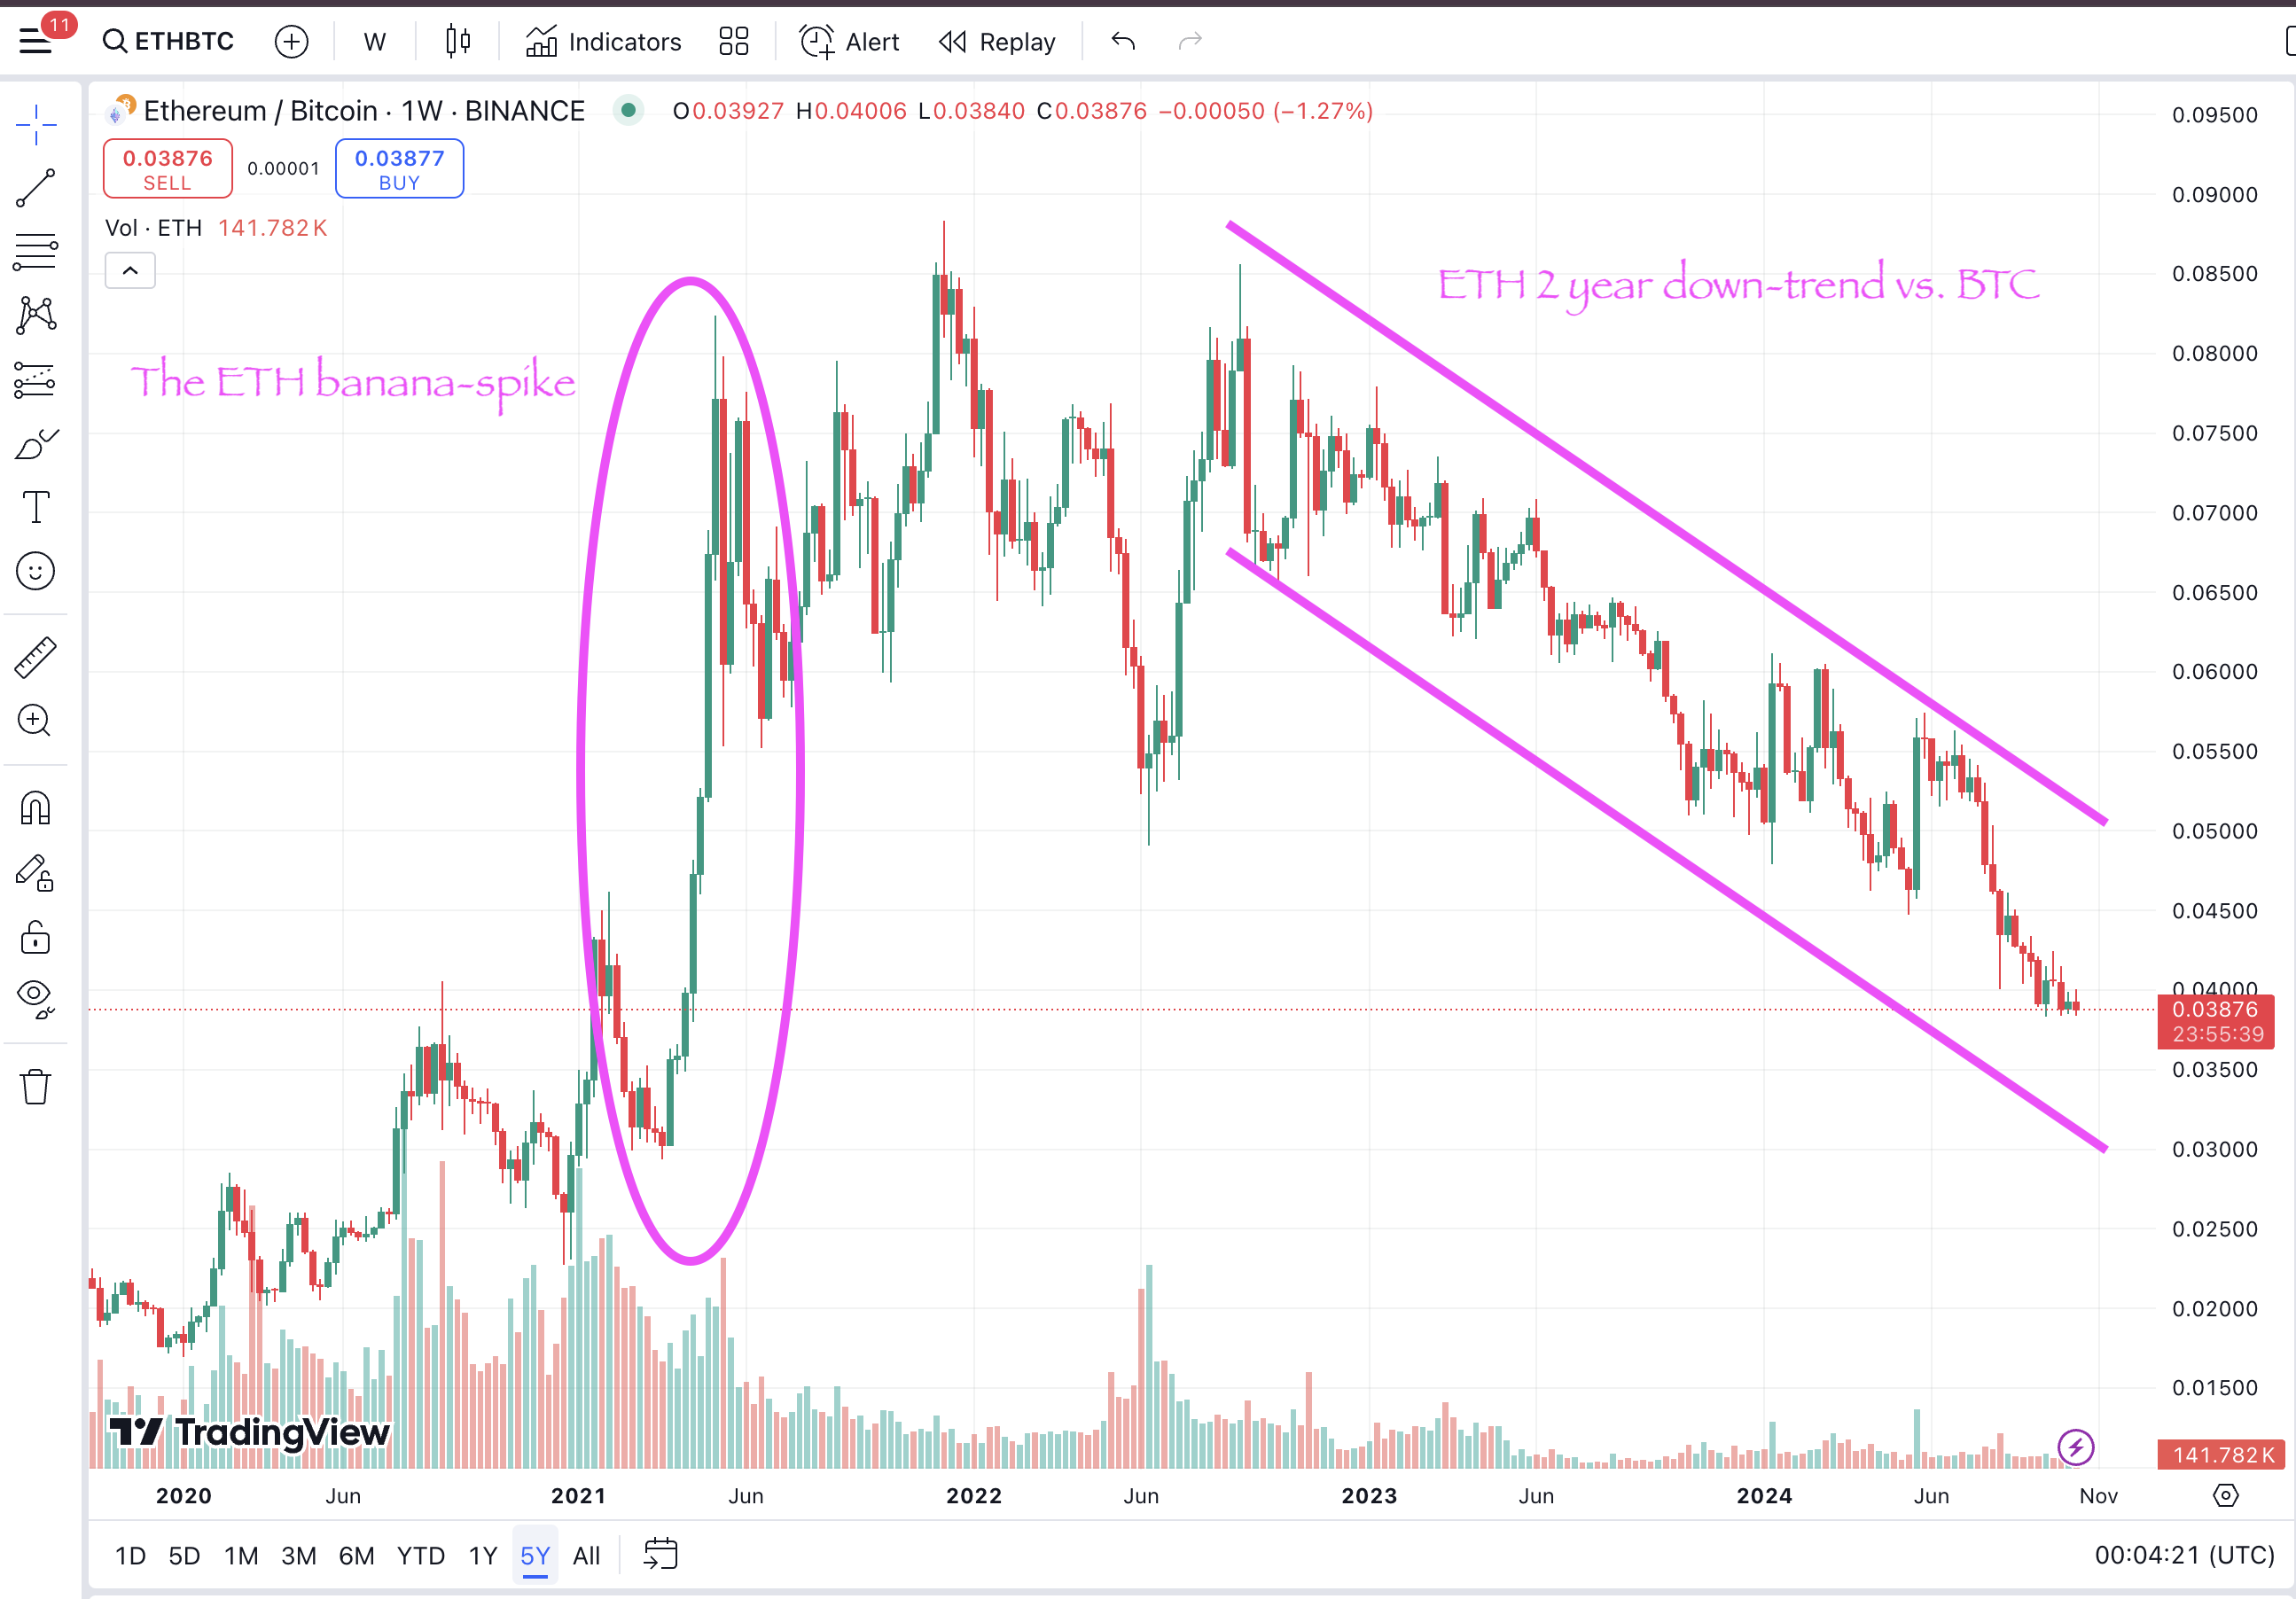 11
ETHBTC
W
Indicators
Alert
Replay
Ethereum / Bitcoin · 1W · BINANCE
O0.03927 H0.04006 L0.03840 C0.03876 −0.00050 (−1.27%)
0.03876
SELL
0.00001
0.03877
BUY
Vol · ETH 141.782 K
The ETH banana-spike
ETH 2 year down-trend vs. BTC
0.09500
0.09000
0.08500
0.08000
0.07500
0.07000
0.06500
0.06000
0.05500
0.05000
0.04500
0.04000
0.03876
23:55:39
0.03500
0.03000
0.02500
0.02000
0.01500
141.782 K
TradingView
2020 Jun 2021 Jun 2022 Jun 2023 Jun 2024 Jun Nov
1D 5D 1M 3M 6M YTD 1Y 5Y All
00:04:21 (UTC)